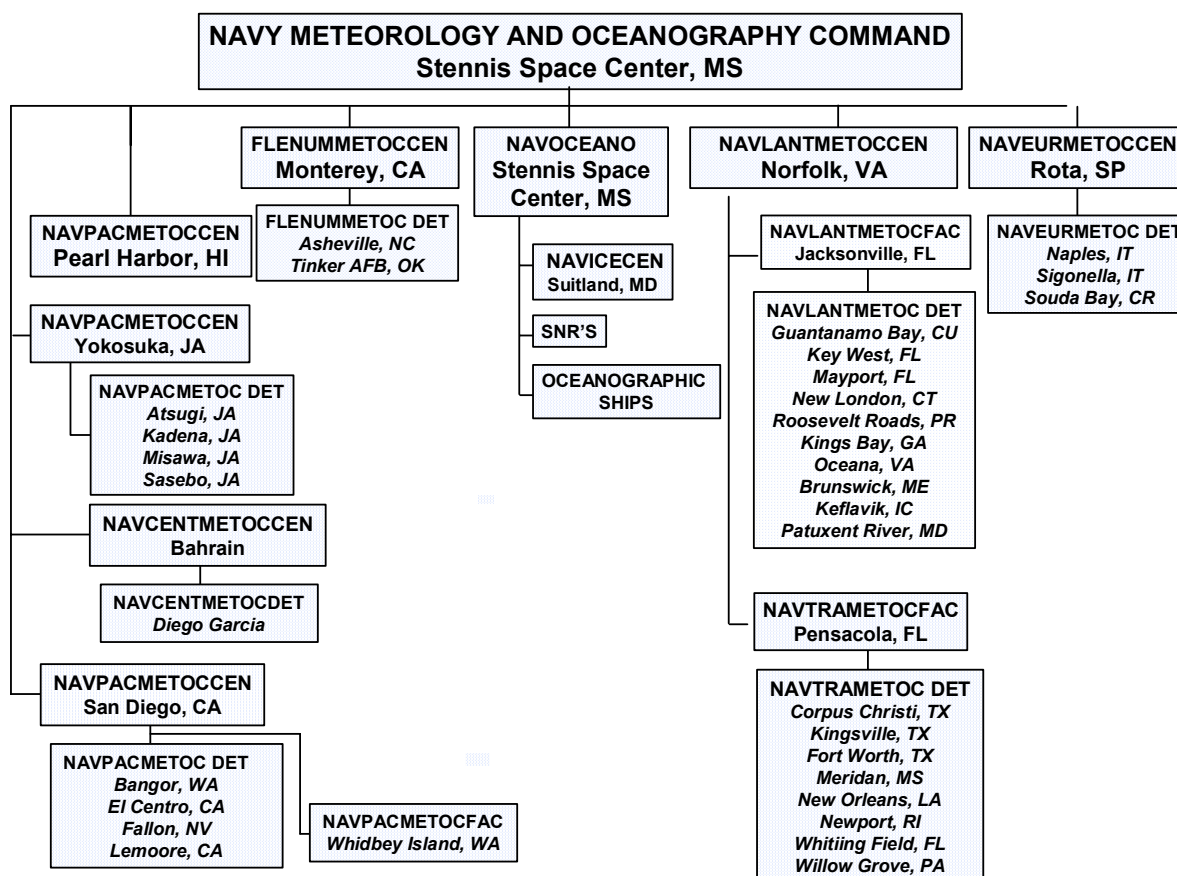 NAVY METEOROLOGY AND OCEANOGRAPHY COMMAND
Stennis Space Center, MS
FLENUMMETOCCEN
Monterey, CA
FLENUMMETOC DET
Asheville, NC
Tinker AFB, OK
NAVOCEANO
Stennis Space
Center, MS
NAVICECEN
Suitland, MD
SNR'S
OCEANOGRAPHIC
SHIPS
NAVLANTMETOCCEN
Norfolk, VA
NAVLANTMETOCFAC
Jacksonville, FL
NAVLANTMETOC DET
Guantanamo Bay, CU
Key West, FL
Mayport, FL
New London, CT
Roosevelt Roads, PR
Kings Bay, GA
Oceana, VA
Brunswick, ME
Keflavik, IC
Patuxent River, MD
NAVTRAMETOCFAC
Pensacola, FL
NAVTRAMETOC DET
Corpus Christi, TX
Kingsville, TX
Fort Worth, TX
Meridan, MS
New Orleans, LA
Newport, RI
Whitiing Field, FL
Willow Grove, PA
NAVEURMETOCCEN
Rota, SP
NAVEURMETOC DET
Naples, IT
Sigonella, IT
Souda Bay, CR
NAVPACMETOCCEN
Pearl Harbor, HI
NAVPACMETOCCEN
Yokosuka, JA
NAVPACMETOC DET
Atsugi, JA
Kadena, JA
Misawa, JA
Sasebo, JA
NAVCENTMETOCCEN
Bahrain
NAVCENTMETOCDET
Diego Garcia
NAVPACMETOCCEN
San Diego, CA
NAVPACMETOC DET
Bangor, WA
El Centro, CA
Fallon, NV
Lemoore, CA
NAVPACMETOCFAC
Whidbey Island, WA